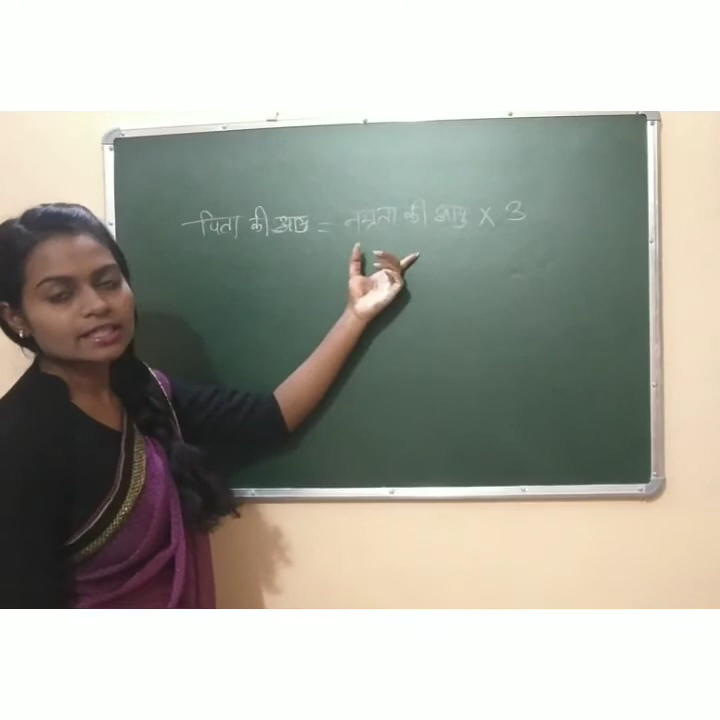 पिता की आयु = नम्रता की आयु × 3